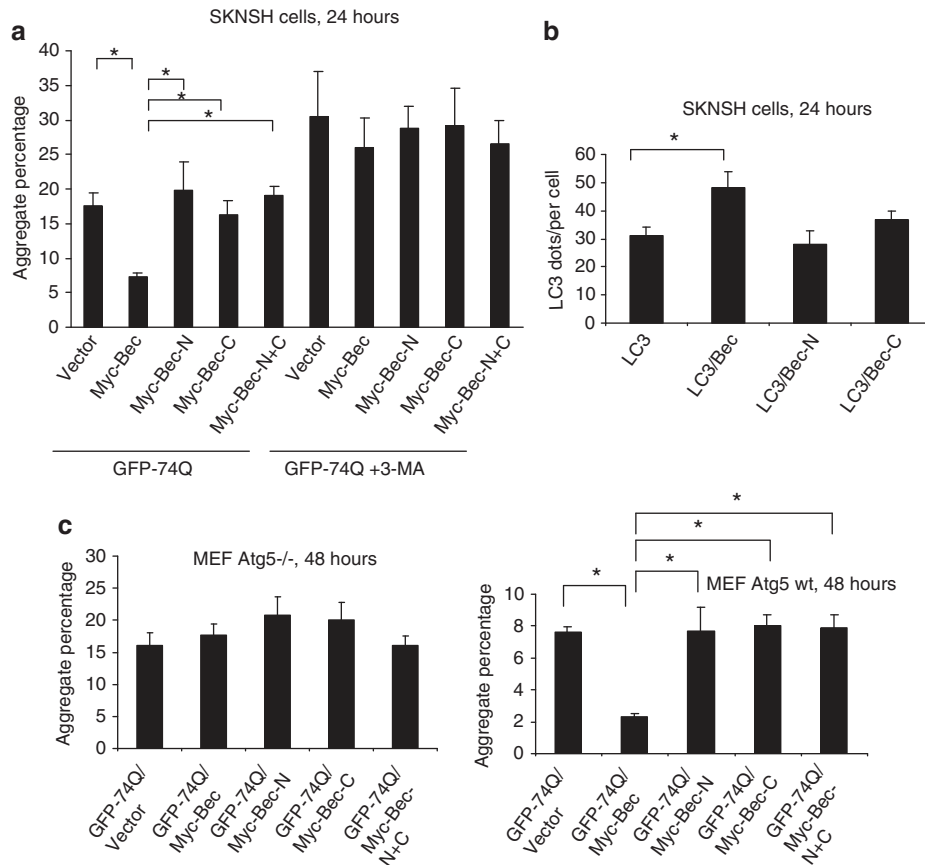 a
SKNSH cells, 24 hours
Aggregate percentage
40
35
30
25
20
15
10
5
0
*
*
*
*
Vector
Myc-Bec
Myc-Bec-N
Myc-Bec-C
Myc-Bec-N+C
Vector
Myc-Bec
Myc-Bec-N
Myc-Bec-C
Myc-Bec-N+C
GFP-74Q
GFP-74Q +3-MA
b
SKNSH cells, 24 hours
LC3 dots/per cell
60
50
40
30
20
10
0
*
LC3
LC3/Bec
LC3/Bec-N
LC3/Bec-C
c
MEF Atg5-/-, 48 hours
Aggregate percentage
30
25
20
15
10
5
0
GFP-74Q/
Vector
GFP-74Q/
Myc-Bec
GFP-74Q/
Myc-Bec-N
GFP-74Q/
Myc-Bec-C
GFP-74Q/
Myc-Bec-
N+C
MEF Atg5 wt, 48 hours
Aggregate percentage
10
8
6
4
2
0
*
*
*
*
GFP-74Q/
Vector
GFP-74Q/
Myc-Bec
GFP-74Q/
Myc-Bec-N
GFP-74Q/
Myc-Bec-C
GFP-74Q/
Myc-Bec-
N+C